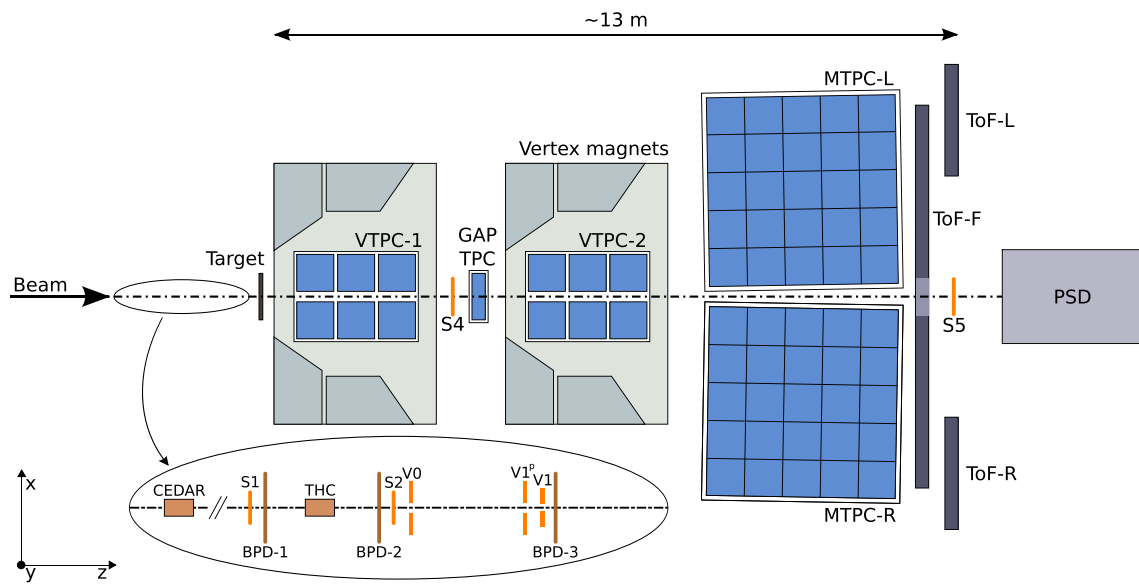 ~13 m
MTPC-L
ToF-L
Vertex magnets
ToF-F
VTPC-1
GAP
TPC
VTPC-2
Target
Beam
PSD
S4
S5
x
y
z
CEDAR
S1
THC
S2
V0
V1p
V1
BPD-1
BPD-2
BPD-3
ToF-R
MTPC-R